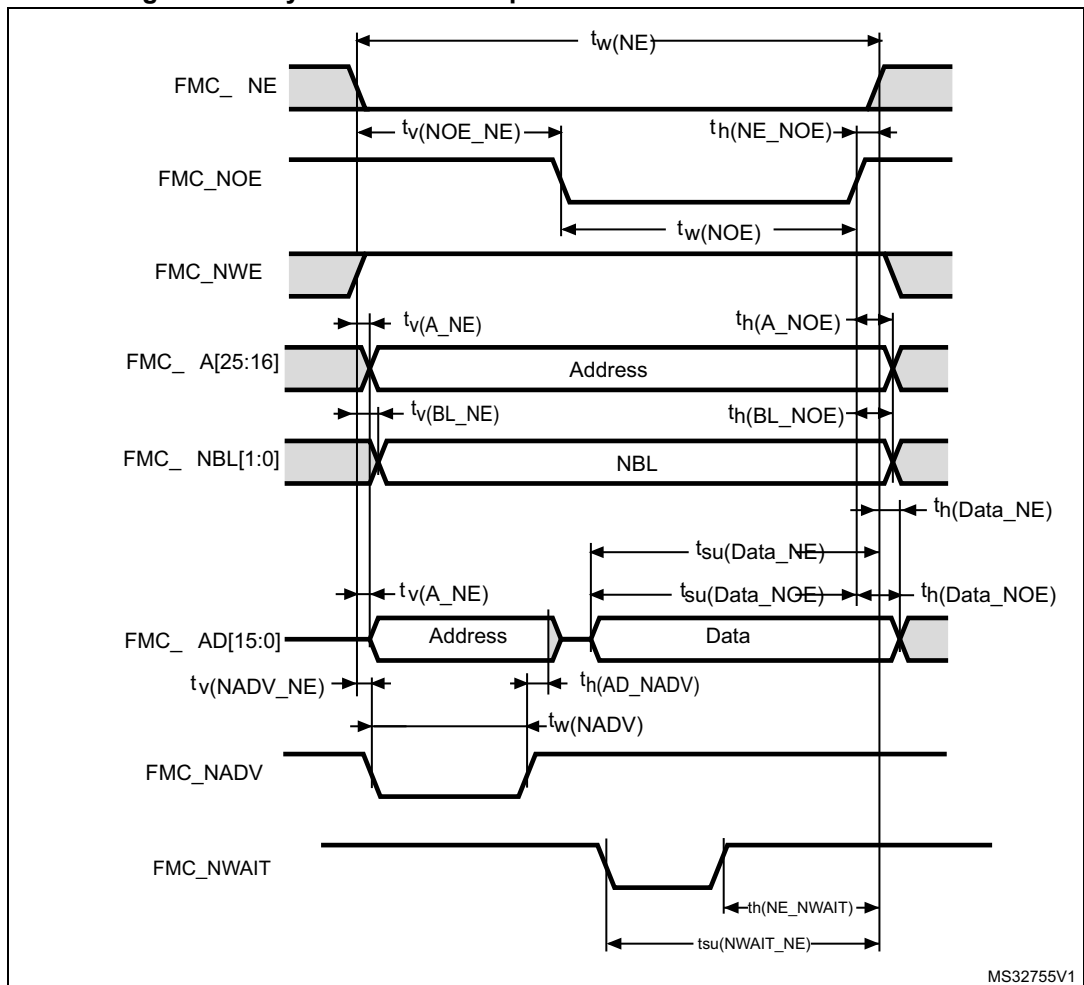 tw(NE)
FMC_ NE
tv(NOE_NE)
th(NE_NOE)
FMC_NOE
tw(NOE)
FMC_NWE
tv(A_NE)
th(A_NOE)
FMC_ A[25:16]
Address
tv(BL_NE)
th(BL_NOE)
FMC_ NBL[1:0]
NBL
th(Data_NE)
tsu(Data_NE)
tv(A_NE)
tsu(Data_NOE)
th(Data_NOE)
FMC_ AD[15:0]
Address
Data
tv(NADV_NE)
th(AD_NADV)
tw(NADV)
FMC_NADV
FMC_NWAIT
th(NE_NWAIT)
tsu(NWAIT_NE)
MS32755V1